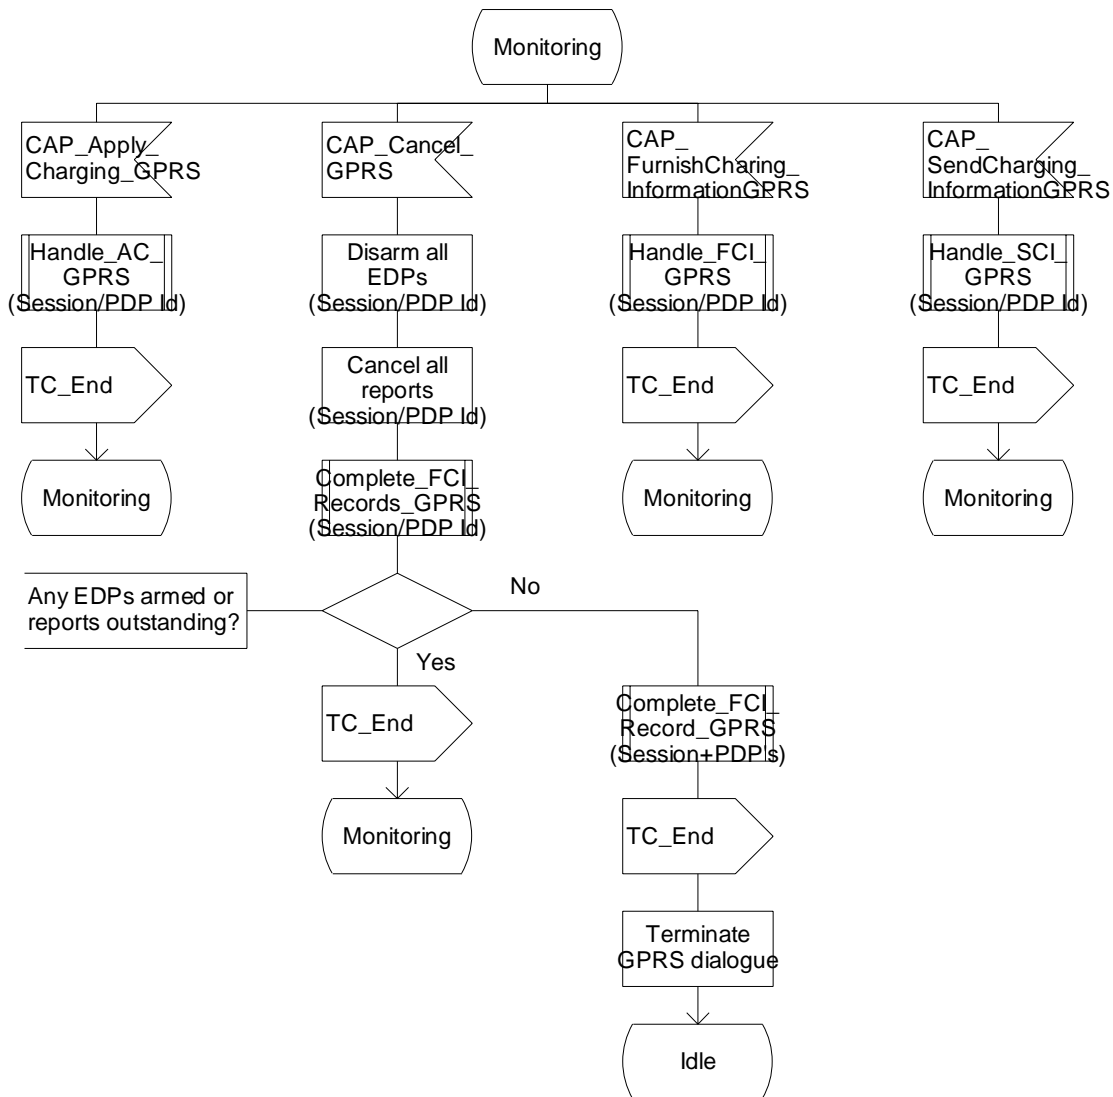 Monitoring
CAP_Apply_
Charging_GPRS
CAP_Cancel_
GPRS
CAP_
FurnishCharing_
InformationGPRS
CAP_
SendCharging_
InformationGPRS
Handle_AC_
GPRS
(Session/PDP Id)
Disarm all
EDPs
(Session/PDP Id)
Handle_FCI_
GPRS
(Session/PDP Id)
Handle_SCI_
GPRS
(Session/PDP Id)
TC_End
Cancel all
reports
(Session/PDP Id)
TC_End
TC_End
Monitoring
Complete_FCI_
Records_GPRS
(Session/PDP Id)
Monitoring
Monitoring
Any EDPs armed or
reports outstanding?
No
Yes
TC_End
Complete_FCI_
Record_GPRS
(Session+PDP's)
Monitoring
TC_End
Terminate
GPRS dialogue
Idle